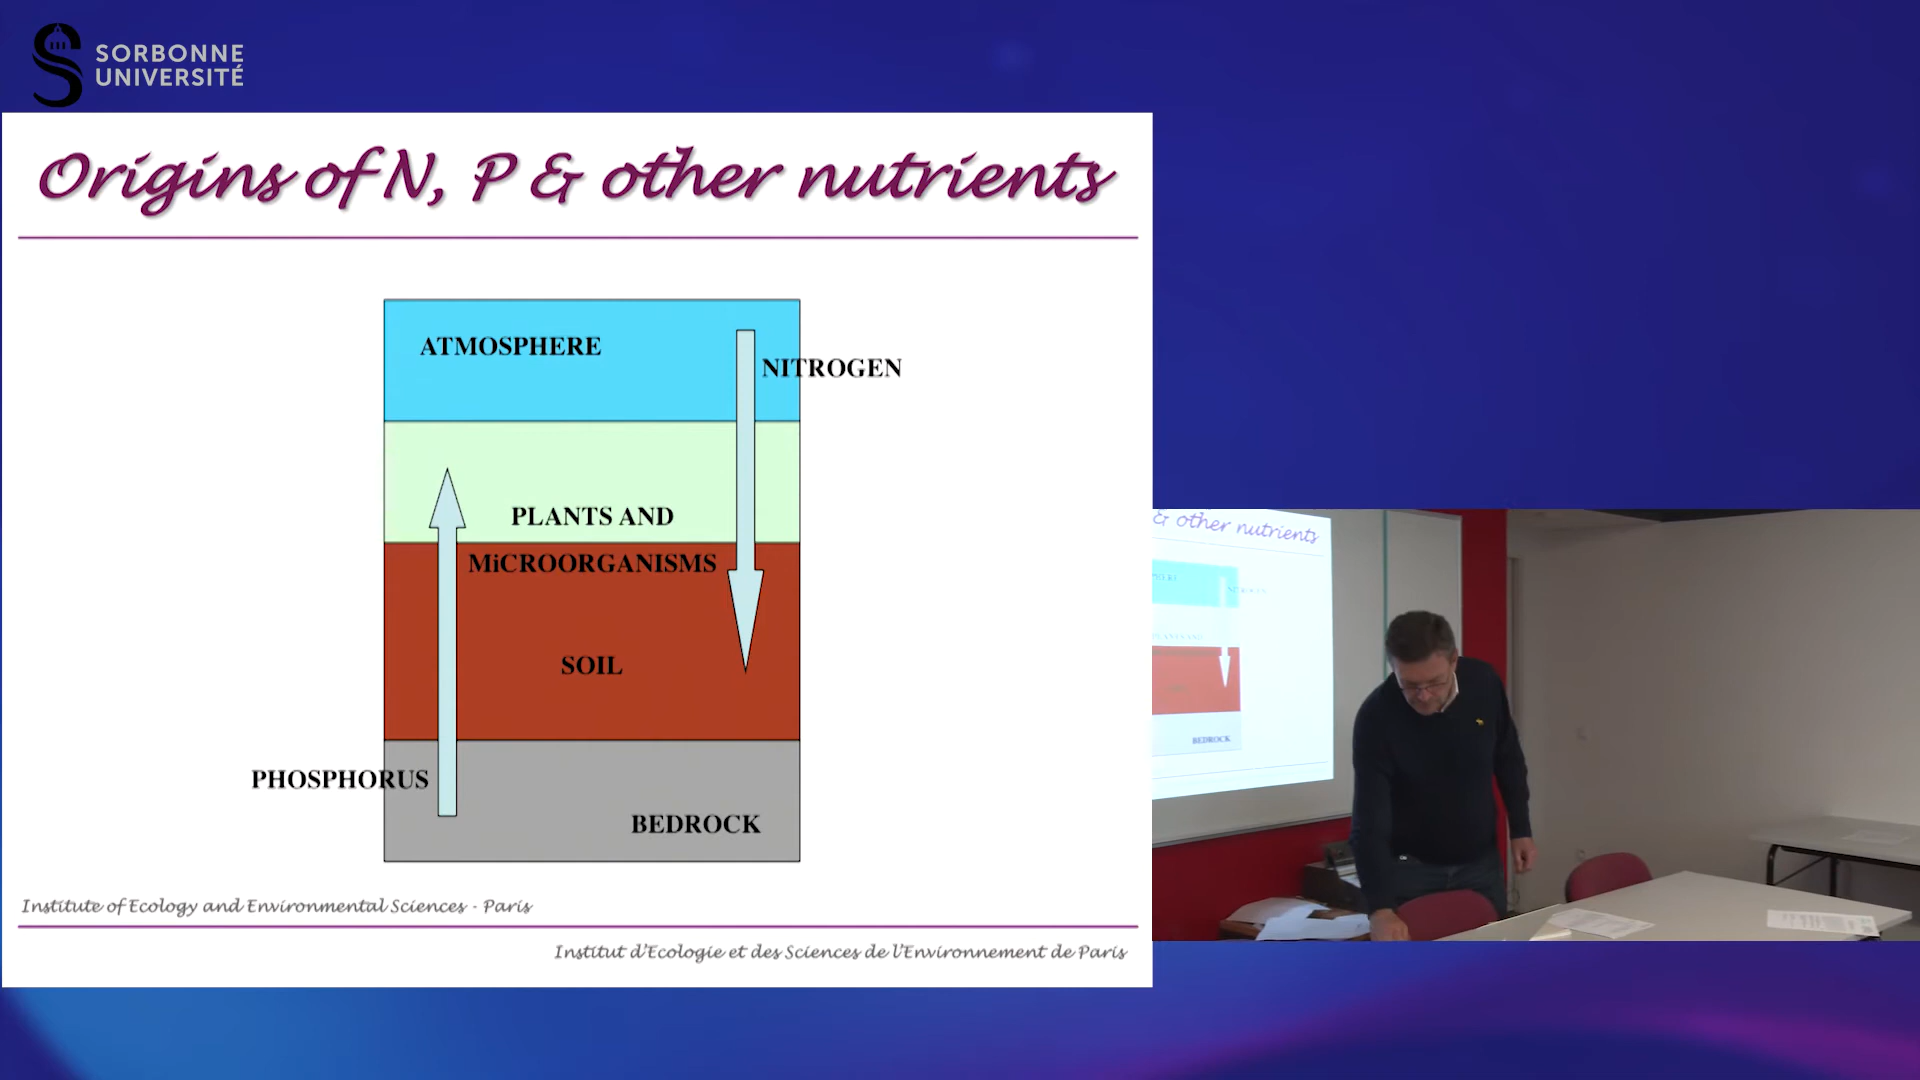 SORBONNE
UNIVERSITÉ
Origins of N, P & other nutrients
ATMOSPHERE
NITROGEN
PLANTS AND
MiCROORGANISMS
SOIL
PHOSPHORUS
BEDROCK
Institute of Ecology and Environmental Sciences - Paris
Institut d'Ecologie et des Sciences de l'Environnement de Paris
& other nutrients
BEDROCK